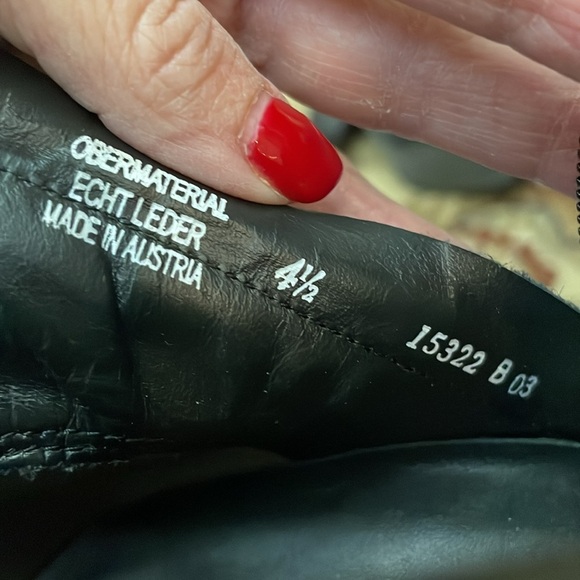 OBERMATERIAL
ECHT LEDER
MADE IN AUSTRIA
4½
15322 B 03